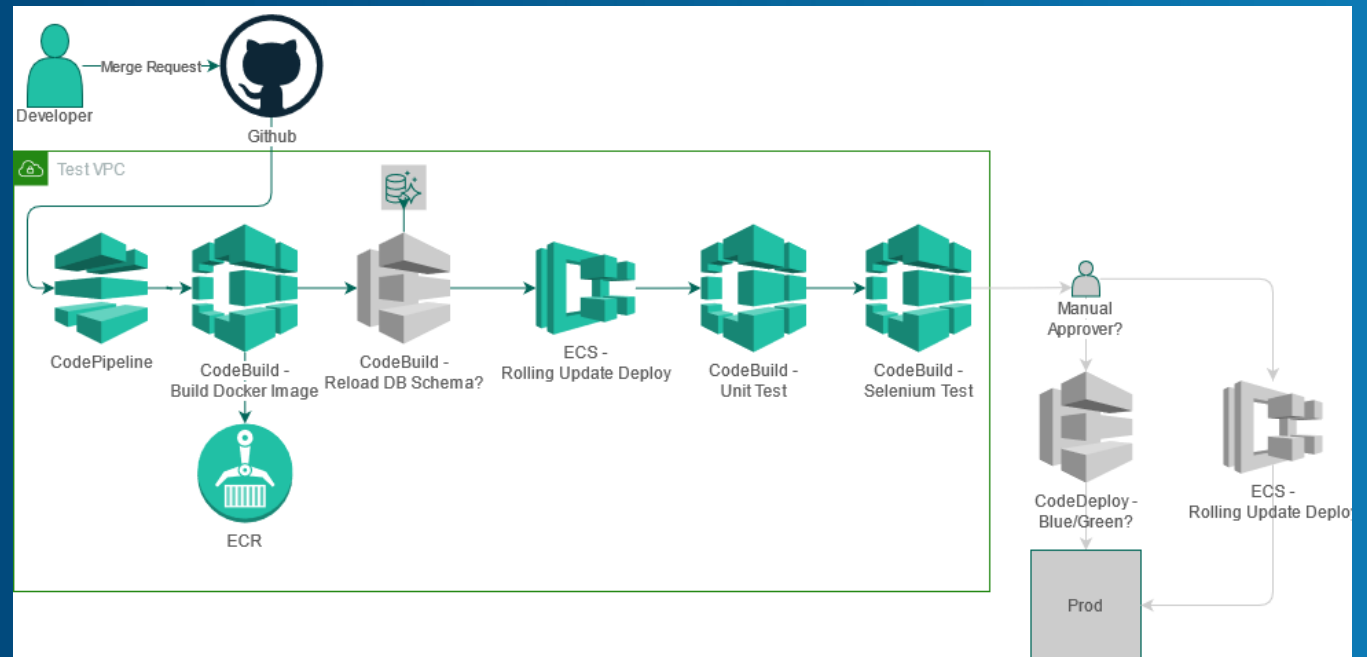 Merge Request
Developer
Github
Test VPC
CodePipeline
CodeBuild -
Build Docker Image
CodeBuild -
Reload DB Schema?
ECS -
Rolling Update Deploy
CodeBuild -
Unit Test
CodeBuild -
Selenium Test
Manual
Approver?
ECR
CodeDeploy -
Blue/Green?
ECS -
Rolling Update Deplo
Prod